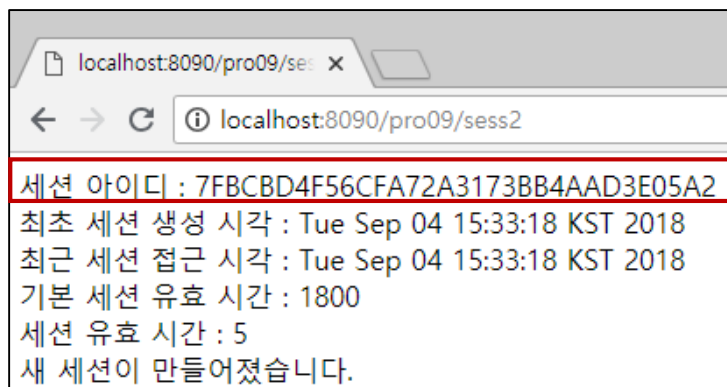 localhost:8090/pro09/ses
localhost:8090/pro09/sess2
세션 아이디 : 7FBCBD4F56CFA72A3173BB4AAD3E05A2
최초 세션 생성 시각 : Tue Sep 04 15:33:18 KST 2018
최근 세션 접근 시각 : Tue Sep 04 15:33:18 KST 2018
기본 세션 유효 시간 : 1800
세션 유효 시간 : 5
새 세션이 만들어졌습니다.